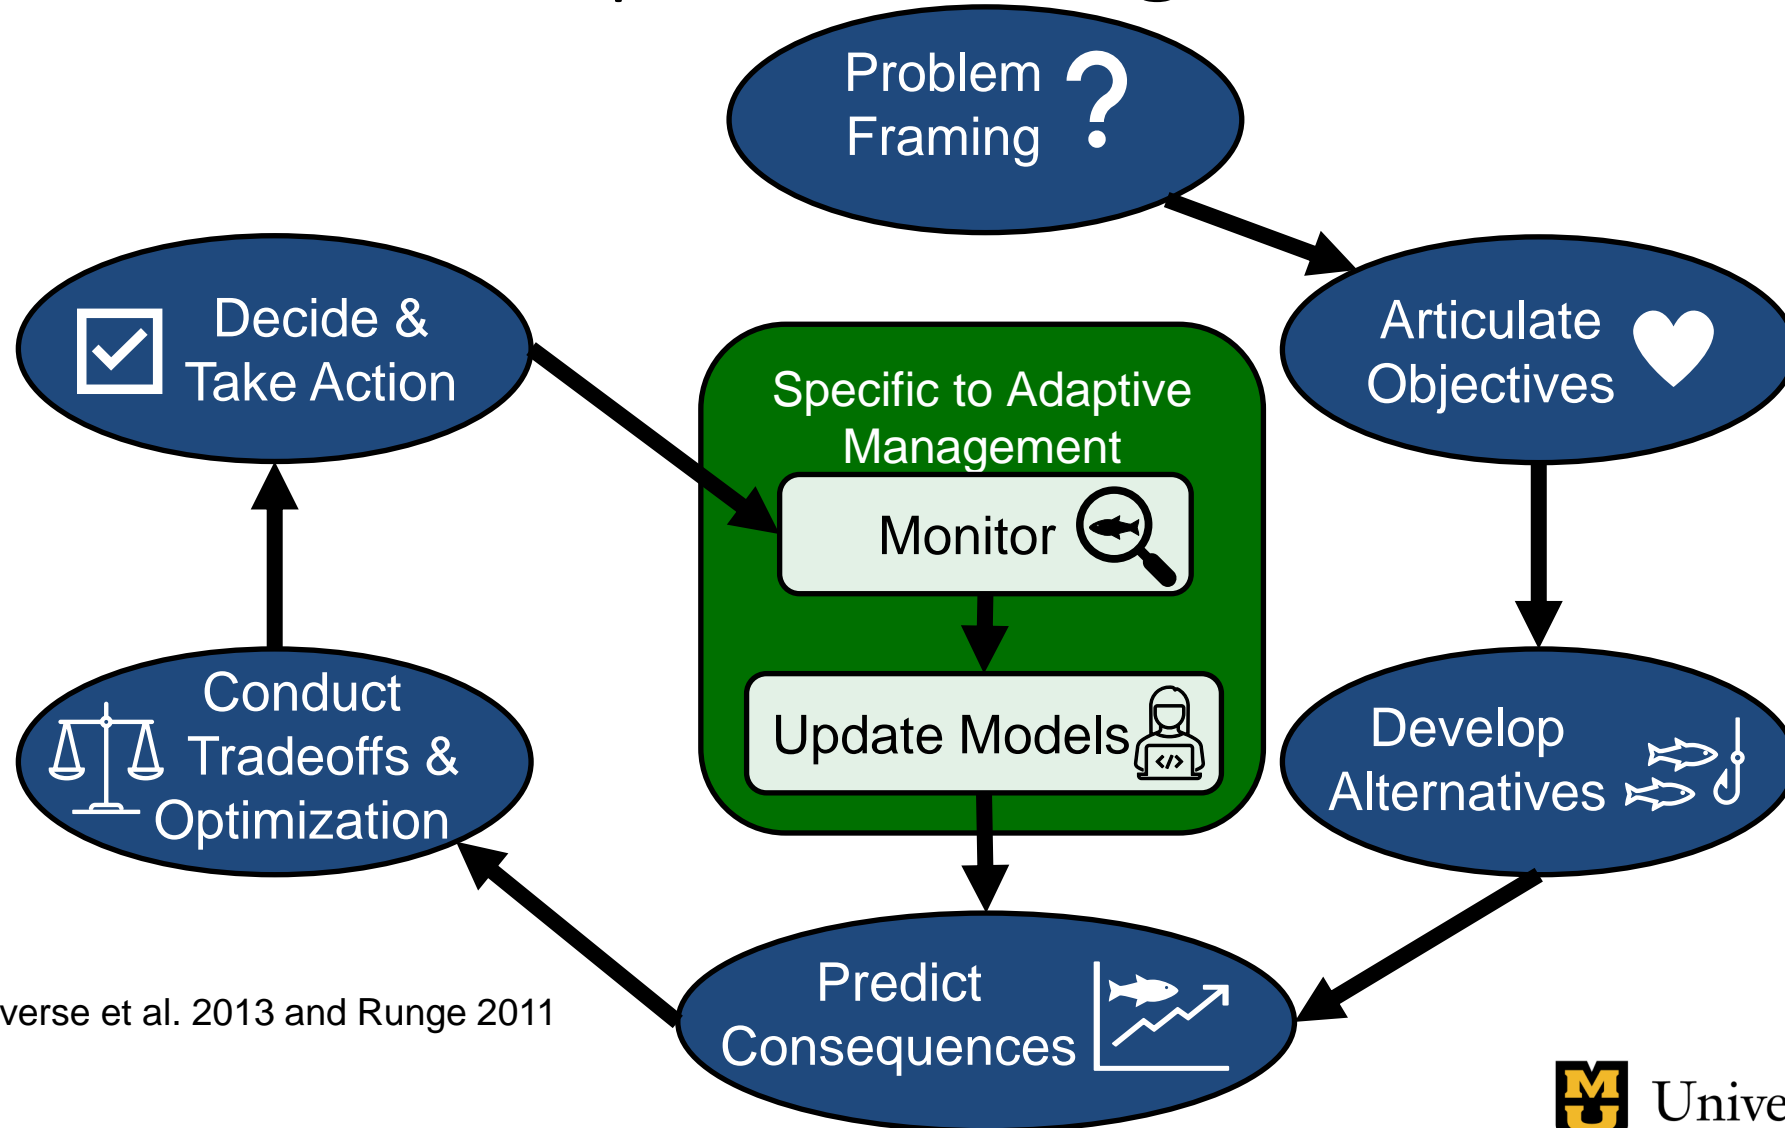 Problem
Framing
?
Articulate
Objectives
Decide &
Take Action
Specific to Adaptive
Management
Monitor
Update Models
</>
Conduct
Tradeoffs &
Optimization
Develop
Alternatives
Predict
Consequences
verse et al. 2013 and Runge 2011
MU
Unive